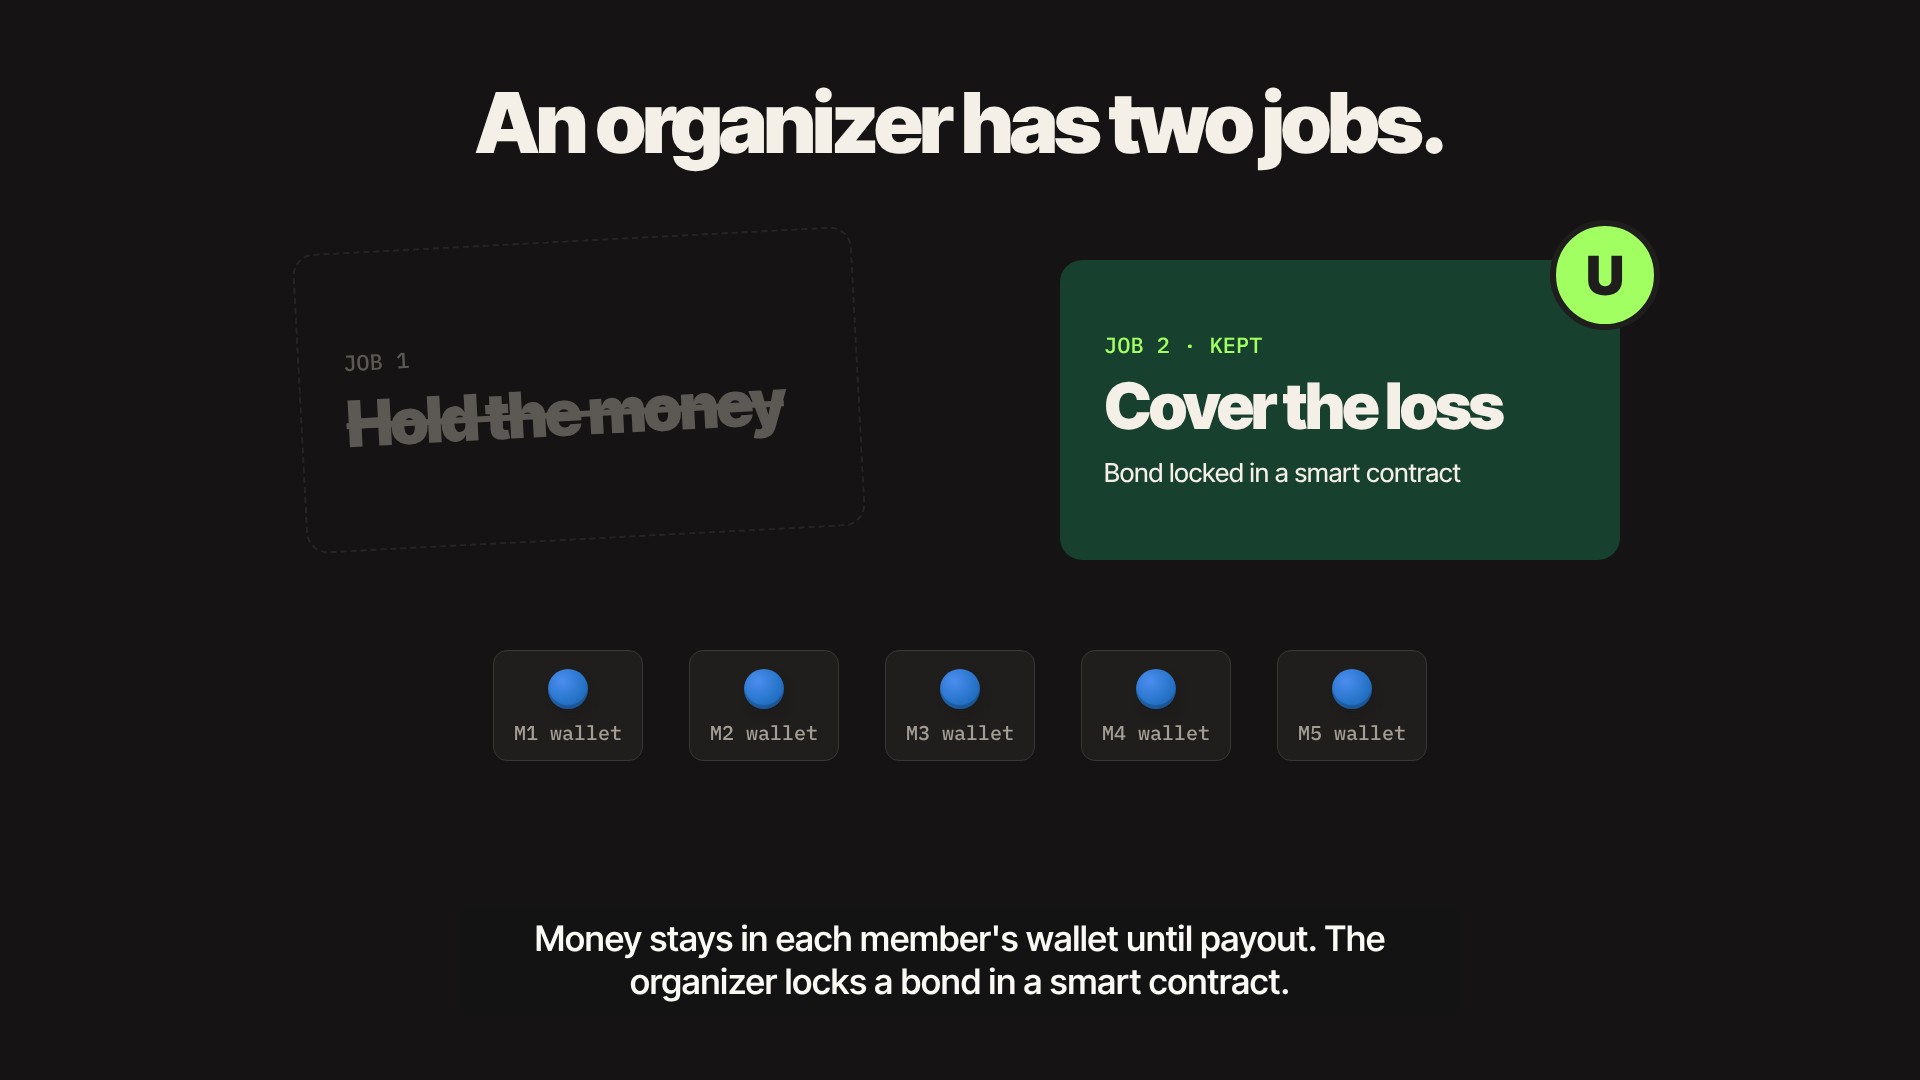 An organizer has two jobs.
JOB 1
Hold the money
U
JOB 2 · KEPT
Cover the loss
Bond locked in a smart contract
M1 wallet
M2 wallet
M3 wallet
M4 wallet
M5 wallet
Money stays in each member's wallet until payout. The
organizer locks a bond in a smart contract.